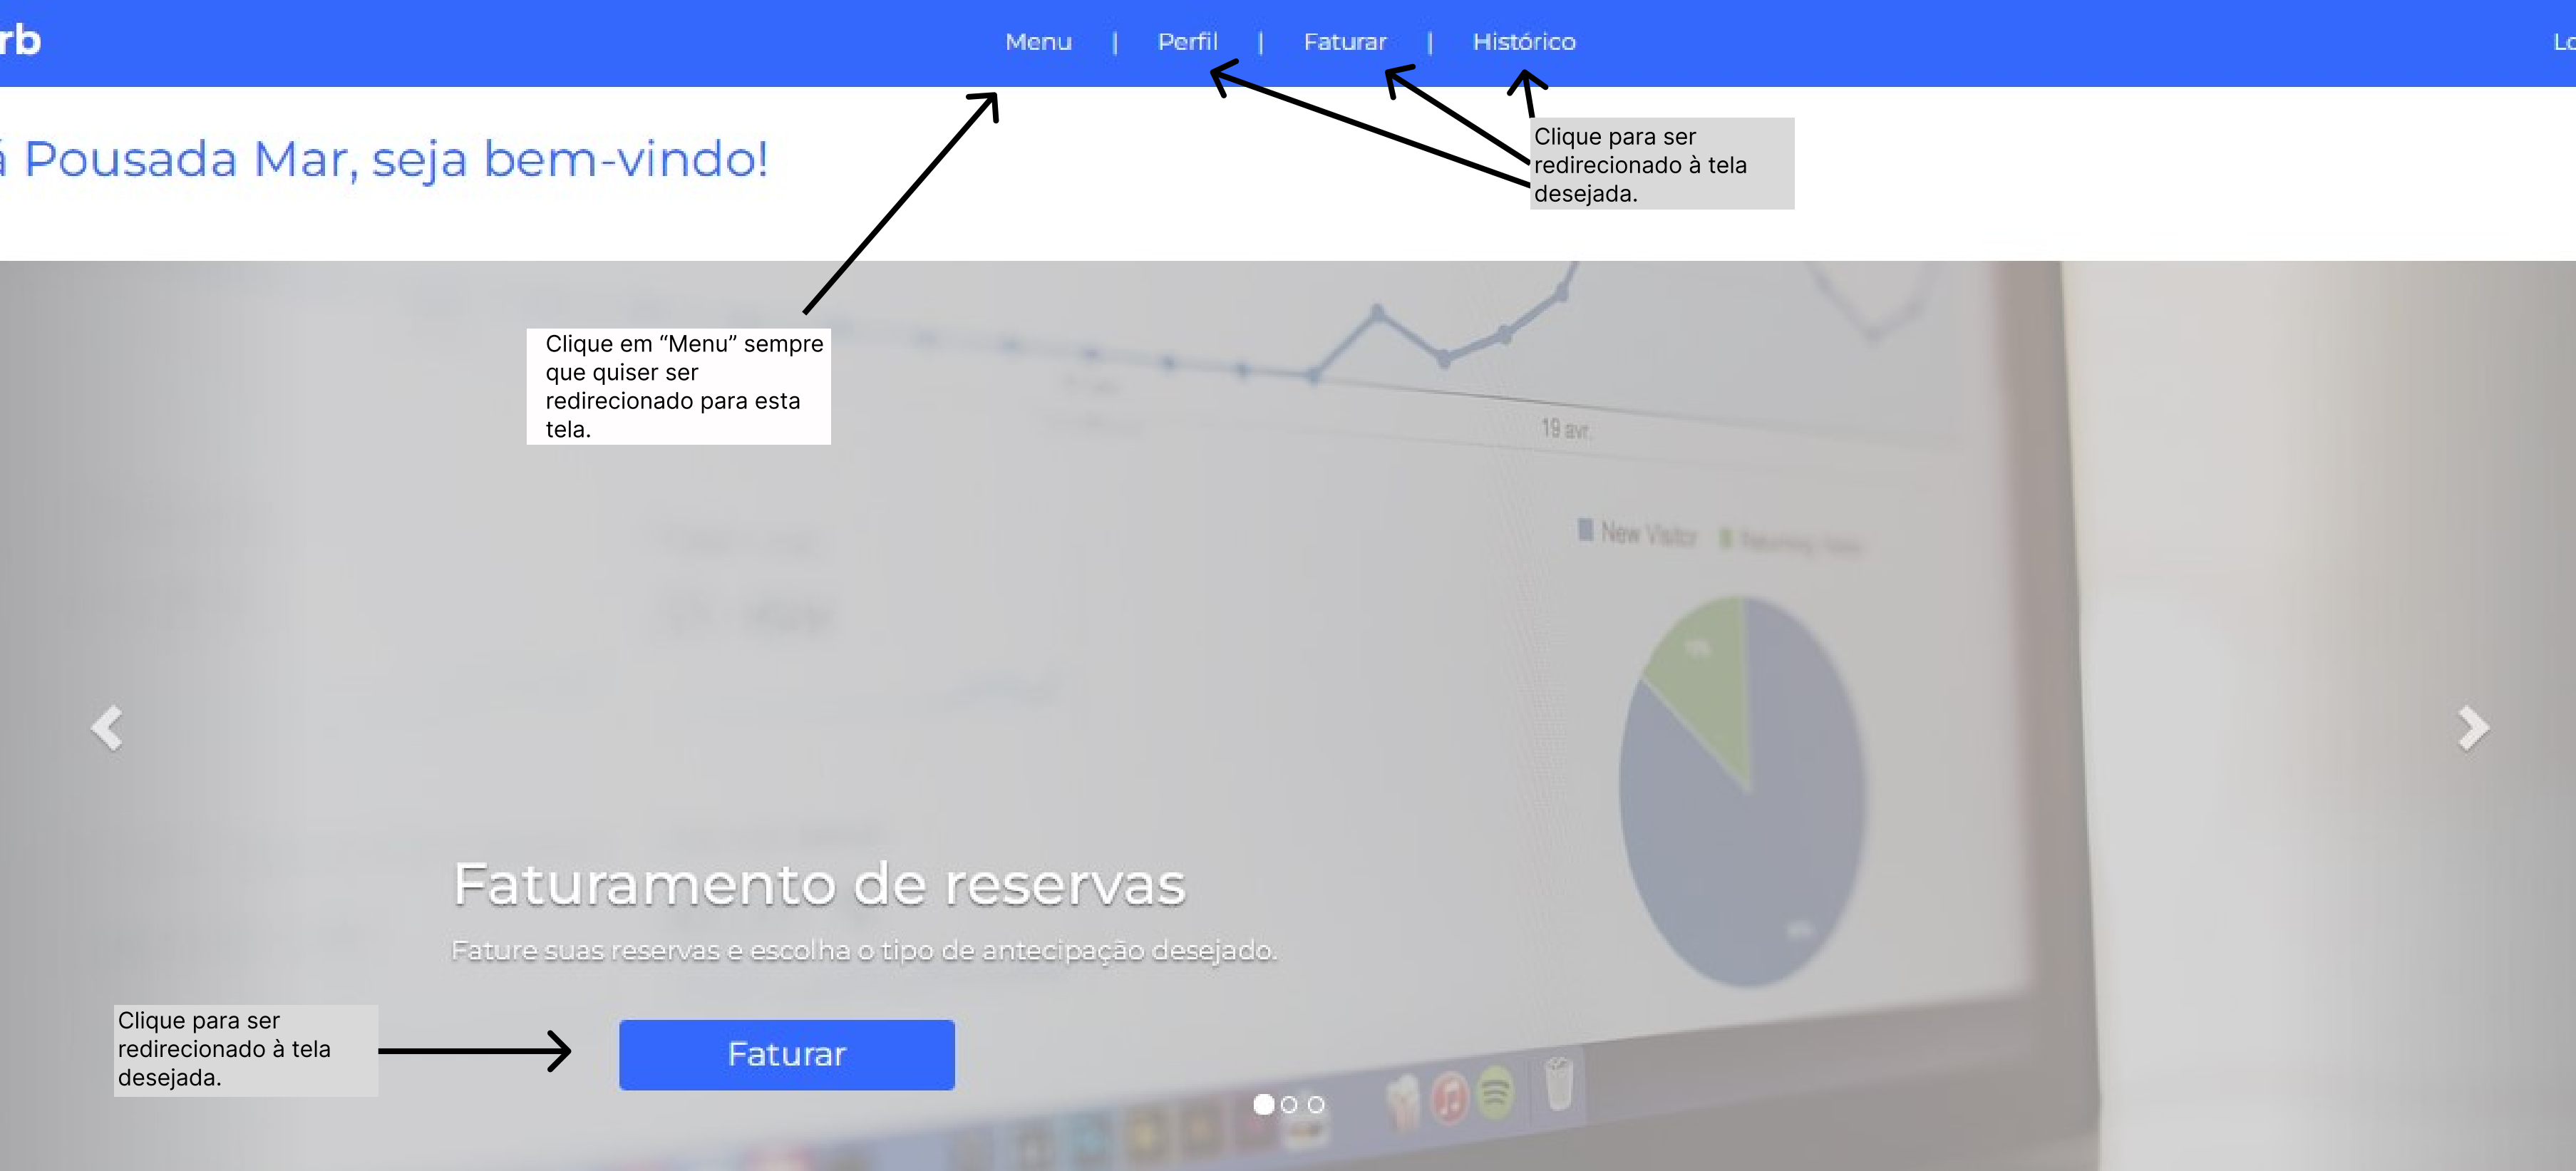 rb
Menu | Perfil | Faturar | Histórico
Lo
á Pousada Mar, seja bem-vindo!
Clique para ser
redirecionado à tela
desejada.
Clique em “Menu” sempre
que quiser ser
redirecionado para esta
tela.
19 avr.
New Visitor
Faturamento de reservas
Fature suas reservas e escolha o tipo de antecipação desejado.
Clique para ser
redirecionado à tela
desejada.
Faturar